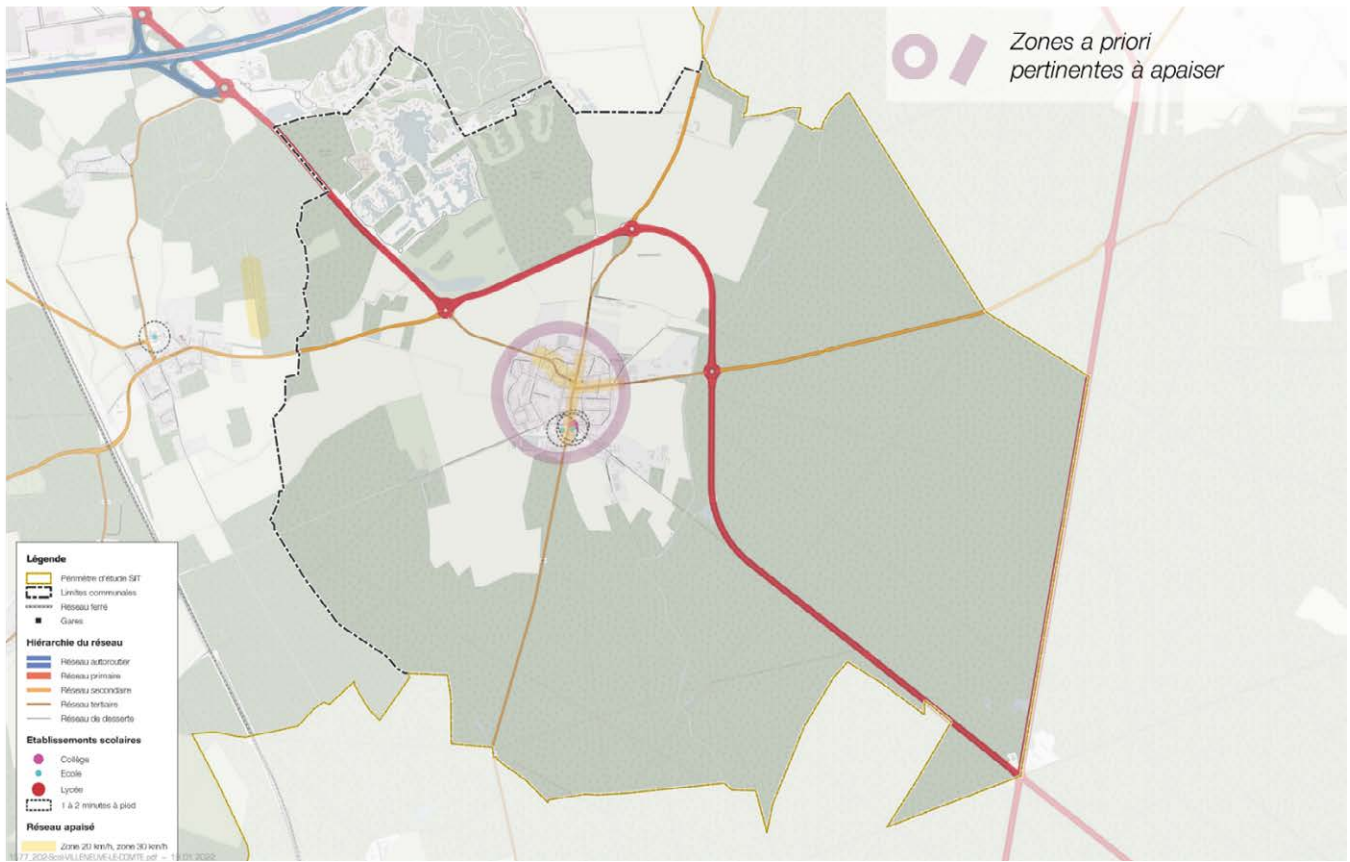 Zones a priori
pertinentes à apaiser
Légende
Périmètre d'étude SIT
Limites communales
Réseau ferré
Gares
Hiérarchie du réseau
Réseau autoroutier
Réseau primaire
Réseau secondaire
Réseau tertiaire
Réseau de desserte
Etablissements scolaires
Collège
Ecole
Lycée
1 à 2 minutes à pied
Réseau apaisé
Zone 20 km/h, zone 30 km/h